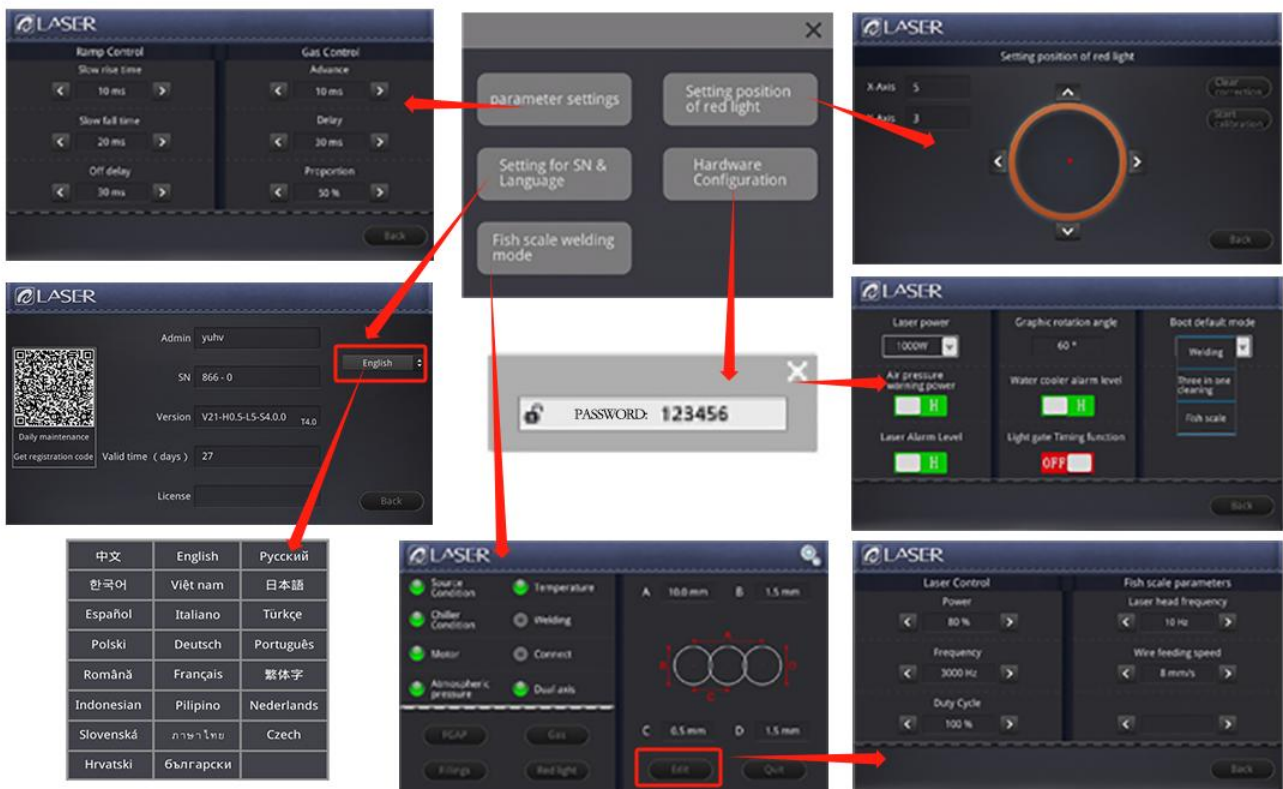 LASER
Ramp Control
Gas Control
Slow rise time
Advance
10 ms
10 ms
Slow fall time
Delay
20 ms
30 ms
Off delay
Proportion
30 ms
50 %
Back
parameter settings
Setting position
of red light
Setting for SN &
Language
Hardware
Configuration
Fish scale welding
mode
LASER
Setting position of red light
X-Axis 5
Y-Axis 3
Clear
correction
Start
calibration
Back
LASER
Admin yuhv
English
SN 866 - 0
Version V21-H0.5-L5-S4.0.0
T4.0
Daily maintenance
Get registration code
Valid time ( days ) 27
License
Back
PASSWORD: 123456
LASER
Laser power
Graphic rotation angle
Boot default mode
1000W
60 °
Welding
Air pressure
warning power
Water cooler alarm level
Three in one
cleaning
H
H
Fish scale
Laser Alarm Level
Light gate Timing function
H
OFF
Back
中文 English Русский
한국어 Việt nam 日本語
Español Italiano Türkçe
Polski Deutsch Português
Română Français 繁体字
Indonesian Pilipino Nederlands
Slovenská ภาษาไทย Czech
Hrvatski български
LASER
Source
Condition
Temperature
A 10.0 mm B 1.5 mm
Chiller
Condition
Welding
A
Motor
Connect
B
D
Atmospheric
pressure
Dual axis
C
C 0.5 mm D 1.5 mm
Gas
Fillings
Red light
Edit
Quit
LASER
Laser Control
Fish scale parameters
Power
Laser head frequency
80 %
10 Hz
Frequency
Wire feeding speed
3000 Hz
8 mm/s
Duty Cycle
100 %
Back